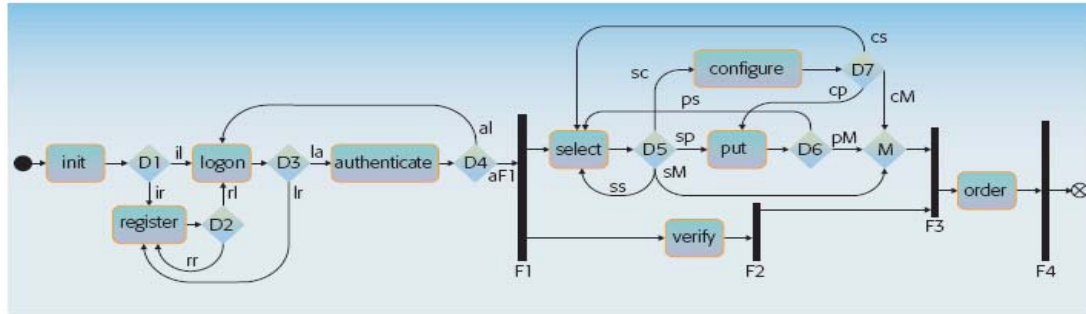 cs
sc
configure
D7
ps
cp
cM
al
init
D1
il
logon
D3
la
authenticate
D4
aF1
select
D5
sp
put
D6
pM
M
ss
sM
ir
rl
lr
register
D2
rr
verify
order
F1
F2
F3
F4